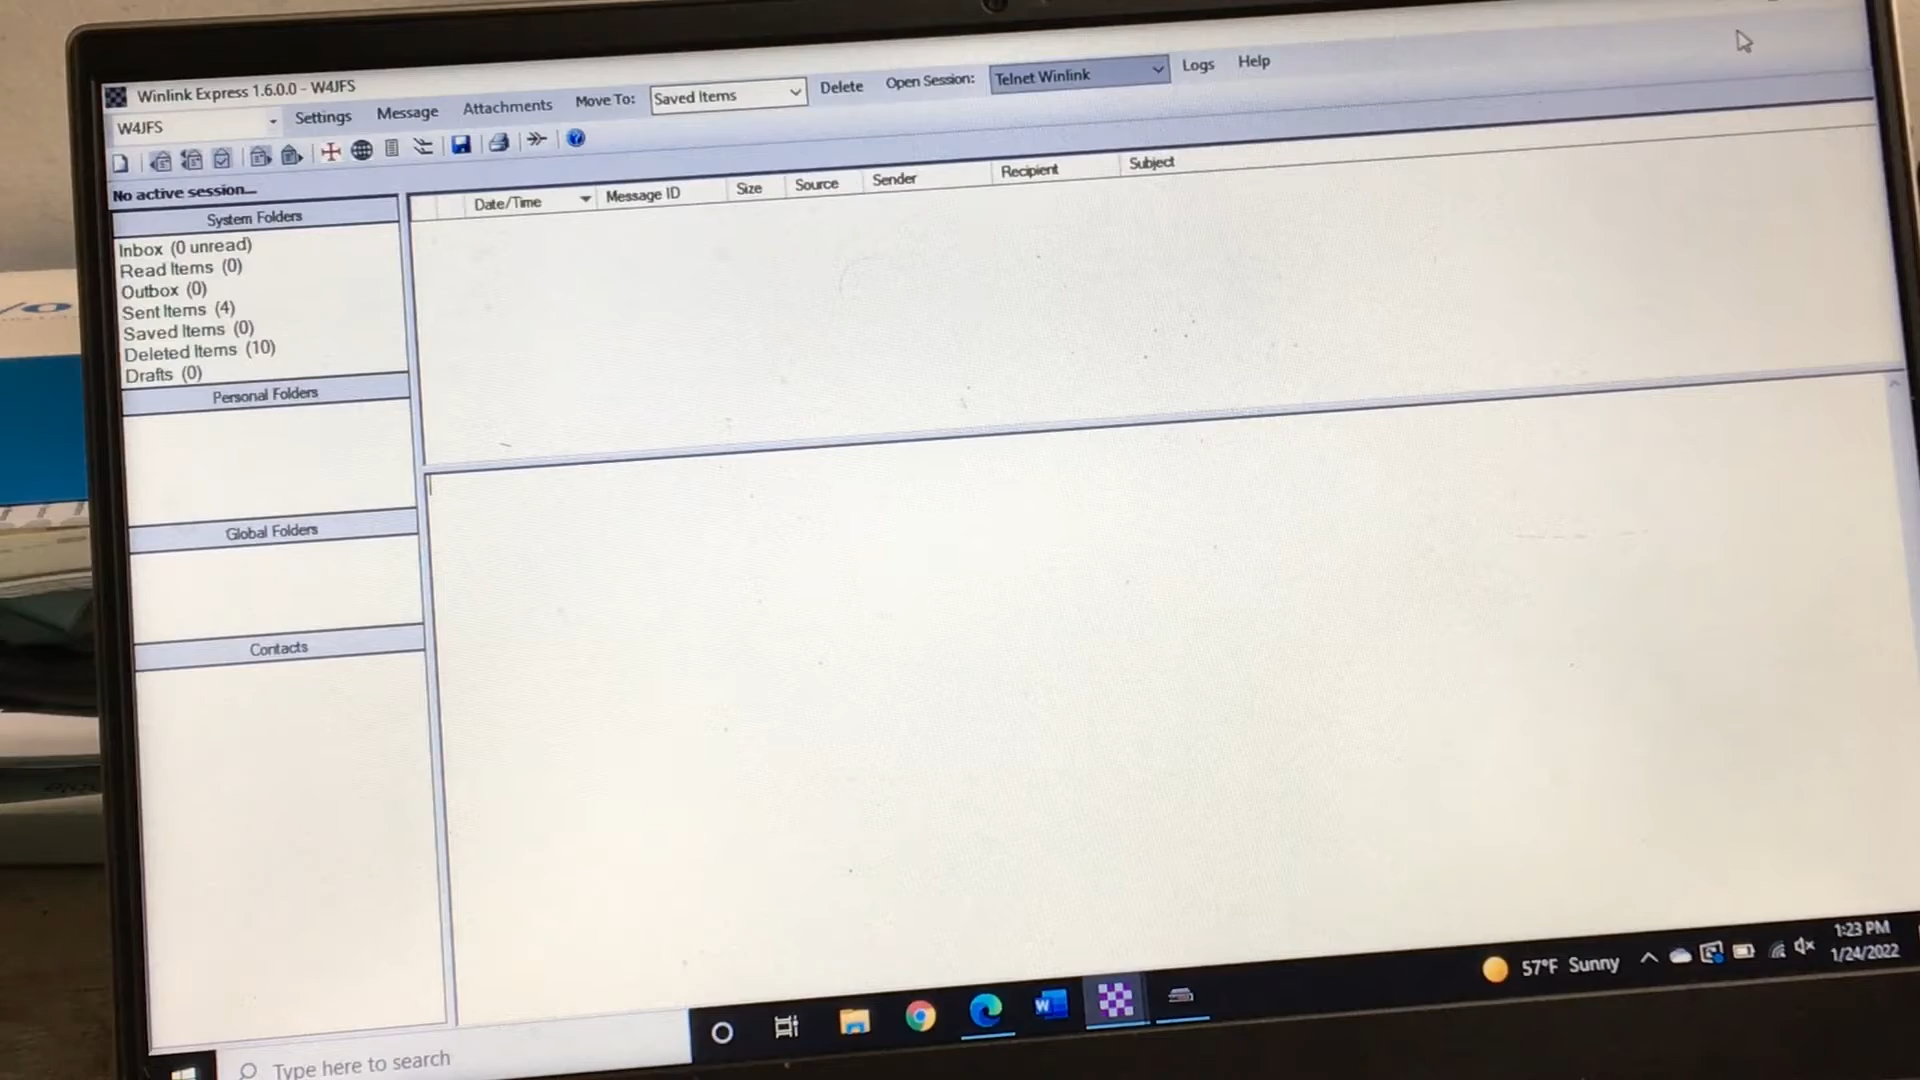 Winlink Express 1.6.0.0 - W4JFS
W4JFS Settings Message Attachments Move To: Saved Items Delete Open Session: Telnet Winlink Logs Help
No active session...
System Folders
Inbox (0 unread)
Read Items (0)
Outbox (0)
Sent Items (4)
Saved Items (0)
Deleted Items (10)
Drafts (0)
Personal Folders
Global Folders
Contacts
Date/Time Message ID Size Source Sender Recipient Subject
Type here to search
57°F Sunny
1:23 PM
1/24/2022